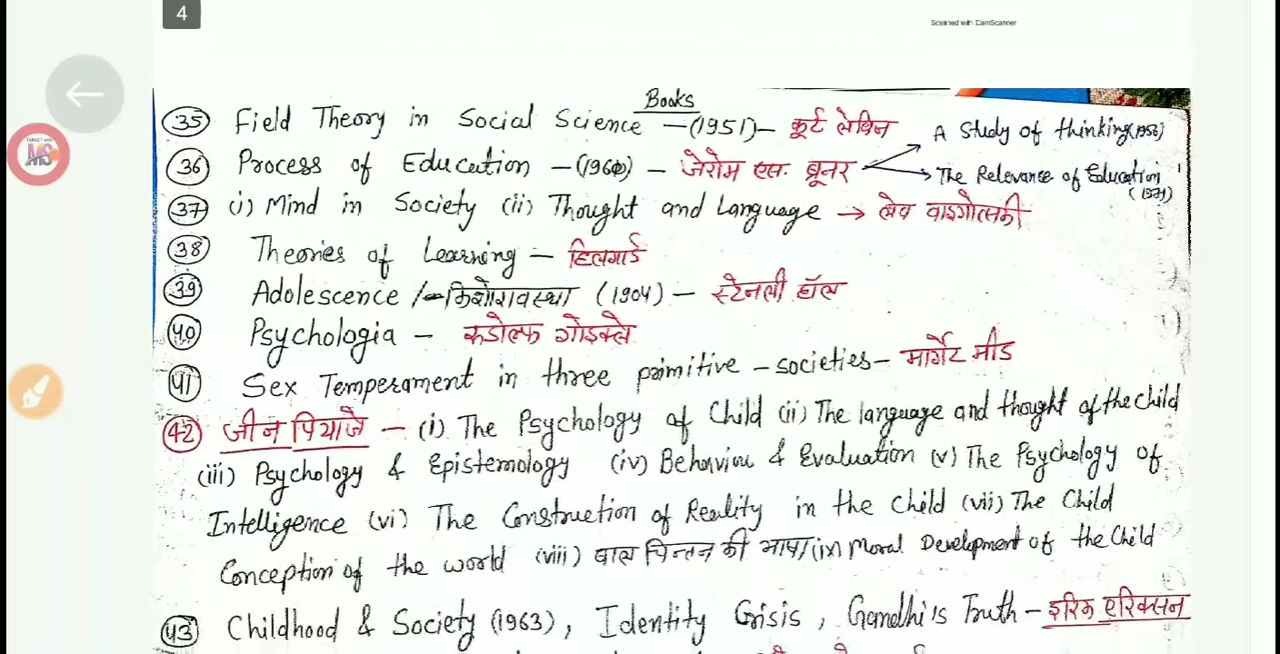 4
Scanned with CamScanner
Books
35 Field Theory in Social Science —(1951)— कूर्ट लेविन
A Study of thinking(1956)
36 Process of Education —(1960) — जेरोम एस. ब्रूनर
The Relevance of Education
(1971)
37 (i) Mind in Society (ii) Thought and Language → लेव वाइगोत्सकी
38 Theories of Learning — हिलगार्ड
39 Adolescence /—किशोरावस्था (1904) — स्टेनली हॉल
40 Psychologia — रुडोल्फ गोइक्ले
41 Sex Temperament in three primitive – societies – मार्गेट मीड
42 जीन पियाजे — (i) The Psychology of Child (ii) The language and thought of the child
(iii) Psychology & Epistemology (iv) Behaviour & Evaluation (v) The Psychology of
Intelligence (vi) The Construction of Reality in the child (vii) The Child
Conception of the world (viii) बाल चिन्तन की भाषा/(ix) Moral Development of the Child
43 Childhood & Society (1963), Identity Crisis, Gandhi's Truth — इरिक एरिक्सन